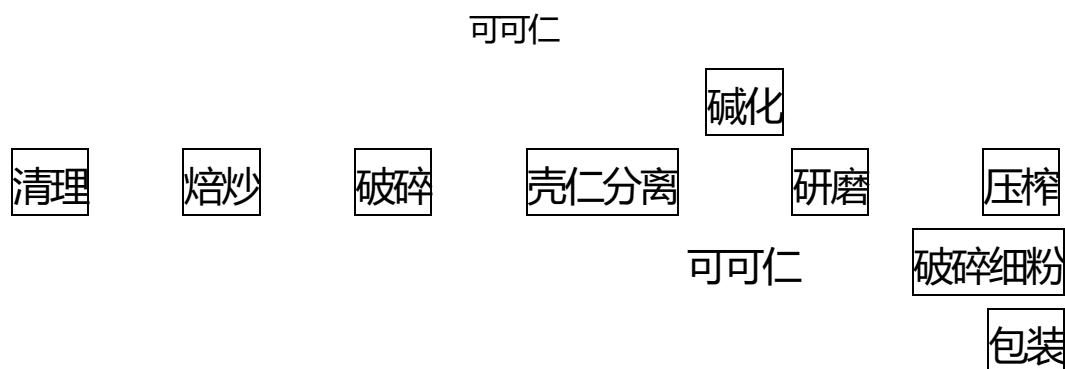 可可仁
碱化
清理 焙炒 破碎 壳仁分离 研磨 压榨
可可仁 破碎细粉
包装